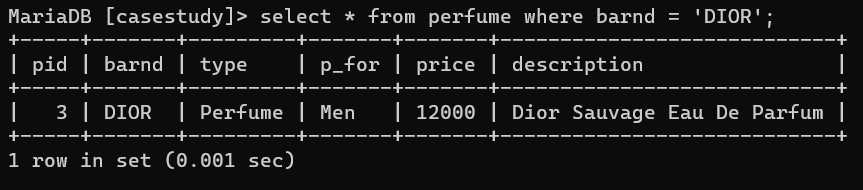 MariaDB [casestudy]> select * from perfume where barnd = 'DIOR';
+-----+-------+---------+-------+-------+----------------------------+
| pid | barnd | type    | p_for | price | description                |
+-----+-------+---------+-------+-------+----------------------------+
|   3 | DIOR  | Perfume | Men   | 12000 | Dior Sauvage Eau De Parfum |
+-----+-------+---------+-------+-------+----------------------------+
1 row in set (0.001 sec)